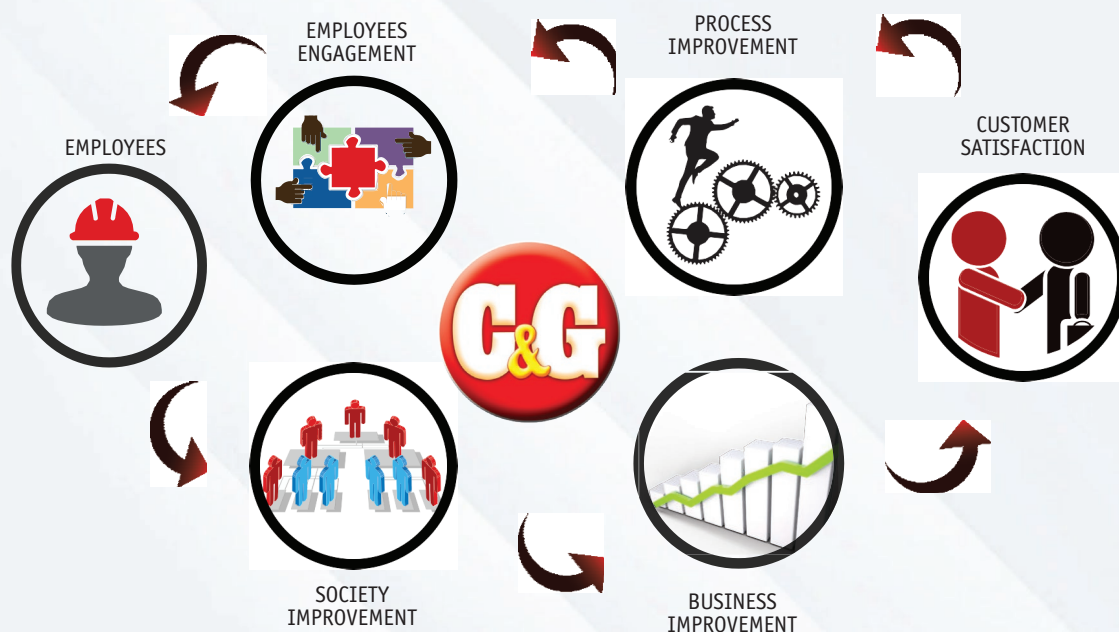 EMPLOYEES
ENGAGEMENT
PROCESS
IMPROVEMENT
EMPLOYEES
CUSTOMER
SATISFACTION
C&G
SOCIETY
IMPROVEMENT
BUSINESS
IMPROVEMENT